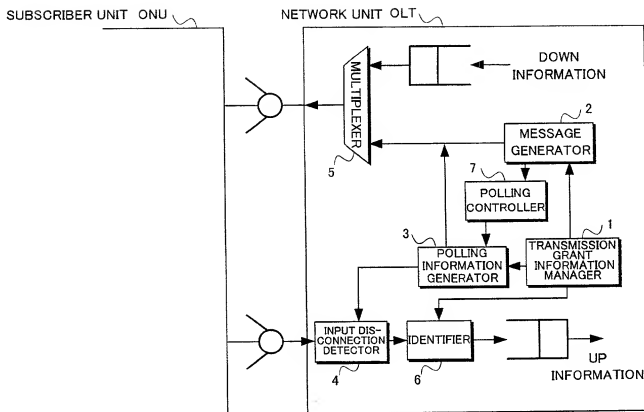 SUBSCRIBER UNIT ONU
NETWORK UNIT OLT
MULTIPLEXER
5
DOWN
INFORMATION
2
MESSAGE
GENERATOR
7
POLLING
CONTROLLER
3
POLLING
INFORMATION
GENERATOR
1
TRANSMISSION
GRANT
INFORMATION
MANAGER
INPUT DIS-
CONNECTION
DETECTOR
4
IDENTIFIER
6
UP
INFORMATION